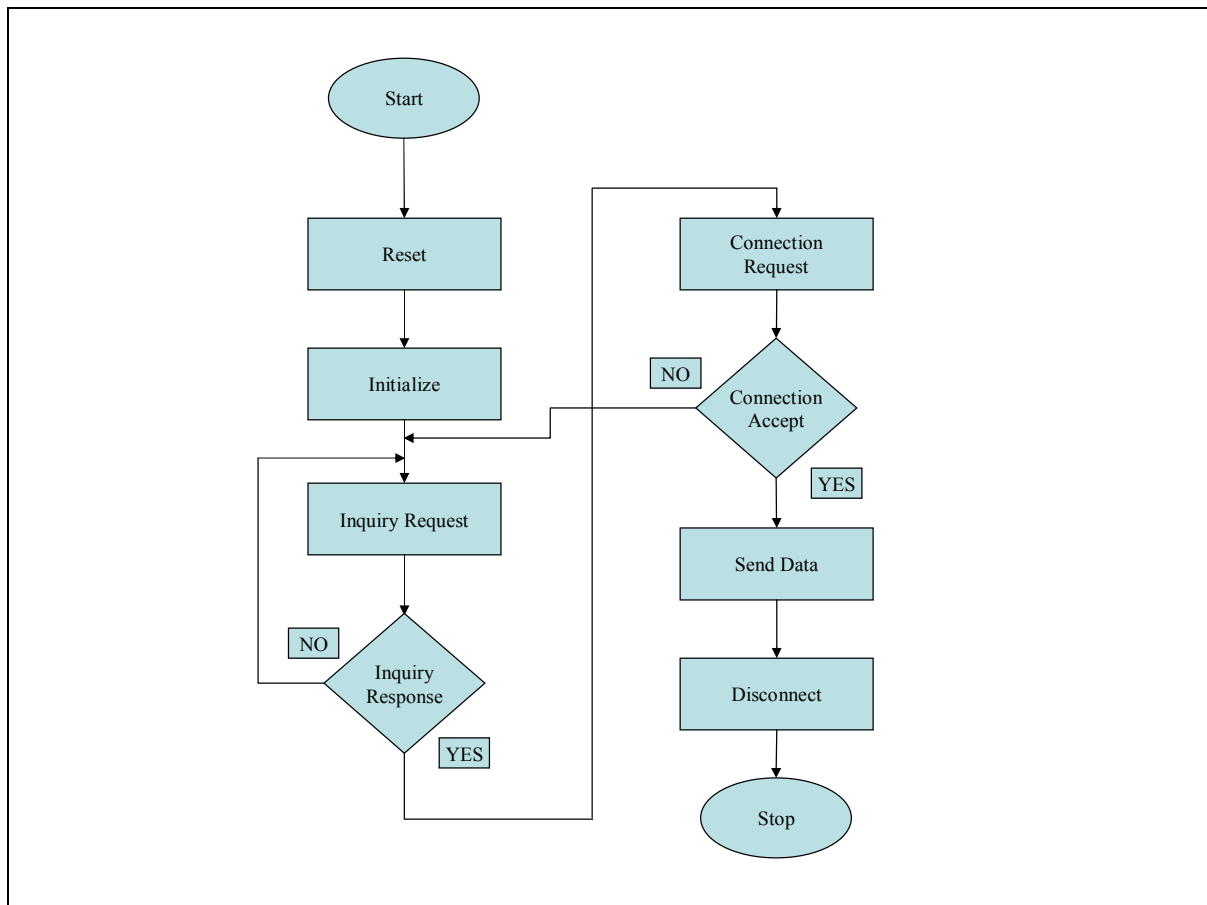 Start
Reset
Initialize
Inquiry Request
NO
Inquiry
Response
YES
Connection
Request
NO
Connection
Accept
YES
Send Data
Disconnect
Stop